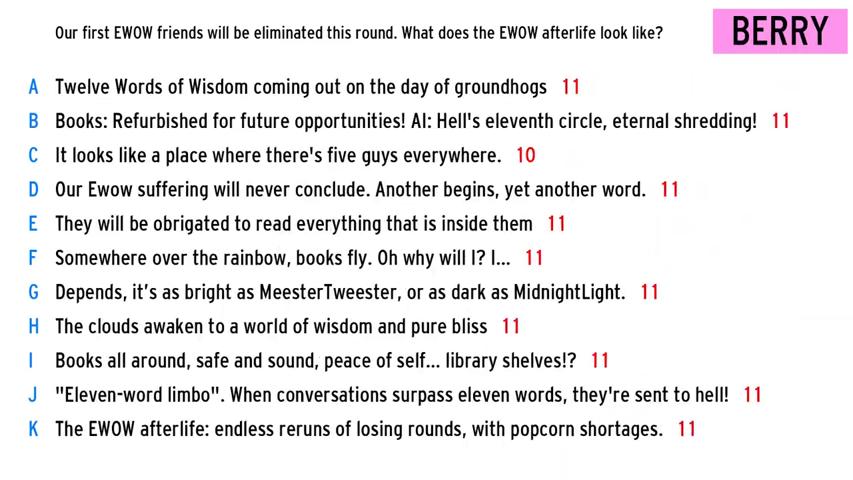 Our first EWOW friends will be eliminated this round. What does the EWOW afterlife look like?
BERRY
A Twelve Words of Wisdom coming out on the day of groundhogs 11
B Books: Refurbished for future opportunities! AI: Hell's eleventh circle, eternal shredding! 11
C It looks like a place where there's five guys everywhere. 10
D Our Ewow suffering will never conclude. Another begins, yet another word. 11
E They will be obrigated to read everything that is inside them 11
F Somewhere over the rainbow, books fly. Oh why will I? I... 11
G Depends, it’s as bright as MeesterTweester, or as dark as MidnightLight. 11
H The clouds awaken to a world of wisdom and pure bliss 11
I Books all around, safe and sound, peace of self... library shelves!? 11
J "Eleven-word limbo". When conversations surpass eleven words, they're sent to hell! 11
K The EWOW afterlife: endless reruns of losing rounds, with popcorn shortages. 11